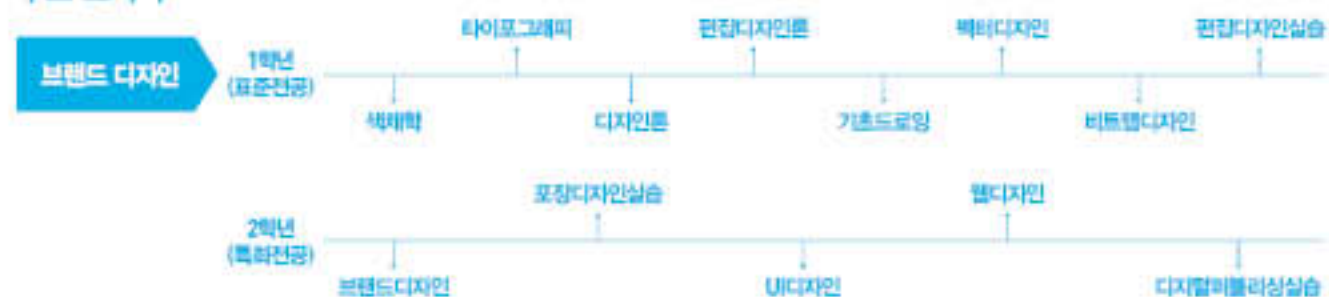 브랜드 디자인
1학년
(표준전공)
타이포그래피 편집디자인론 벡터디자인 편집디자인실습
색채학 디자인론 기초드로잉 비트맵디자인
2학년
(특화전공)
포장디자인실습 웹디자인
브랜드디자인 UI디자인 디지털퍼블리싱실습